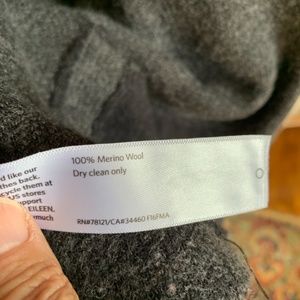 d like our
thes back.
cycle them at
US stores
upport
EILEEN,
much
100% Merino Wool
Dry clean only
RN#78121/CA#34460 F16FMA